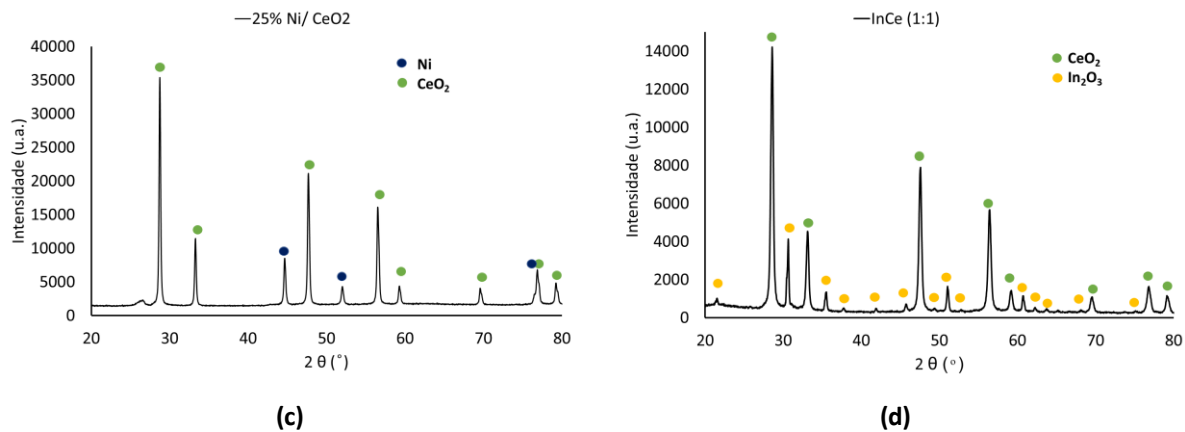 —25% Ni/ CeO2
40000
35000
30000
25000
20000
15000
10000
5000
0
Intensidade (u.a.)
Ni
CeO₂
20 30 40 50 60 70 80
2 θ (°)
(c)
—InCe (1:1)
14000
12000
10000
8000
6000
4000
2000
0
Intensidade (u.a.)
CeO₂
In₂O₃
20 30 40 50 60 70 80
2 θ (°)
(d)